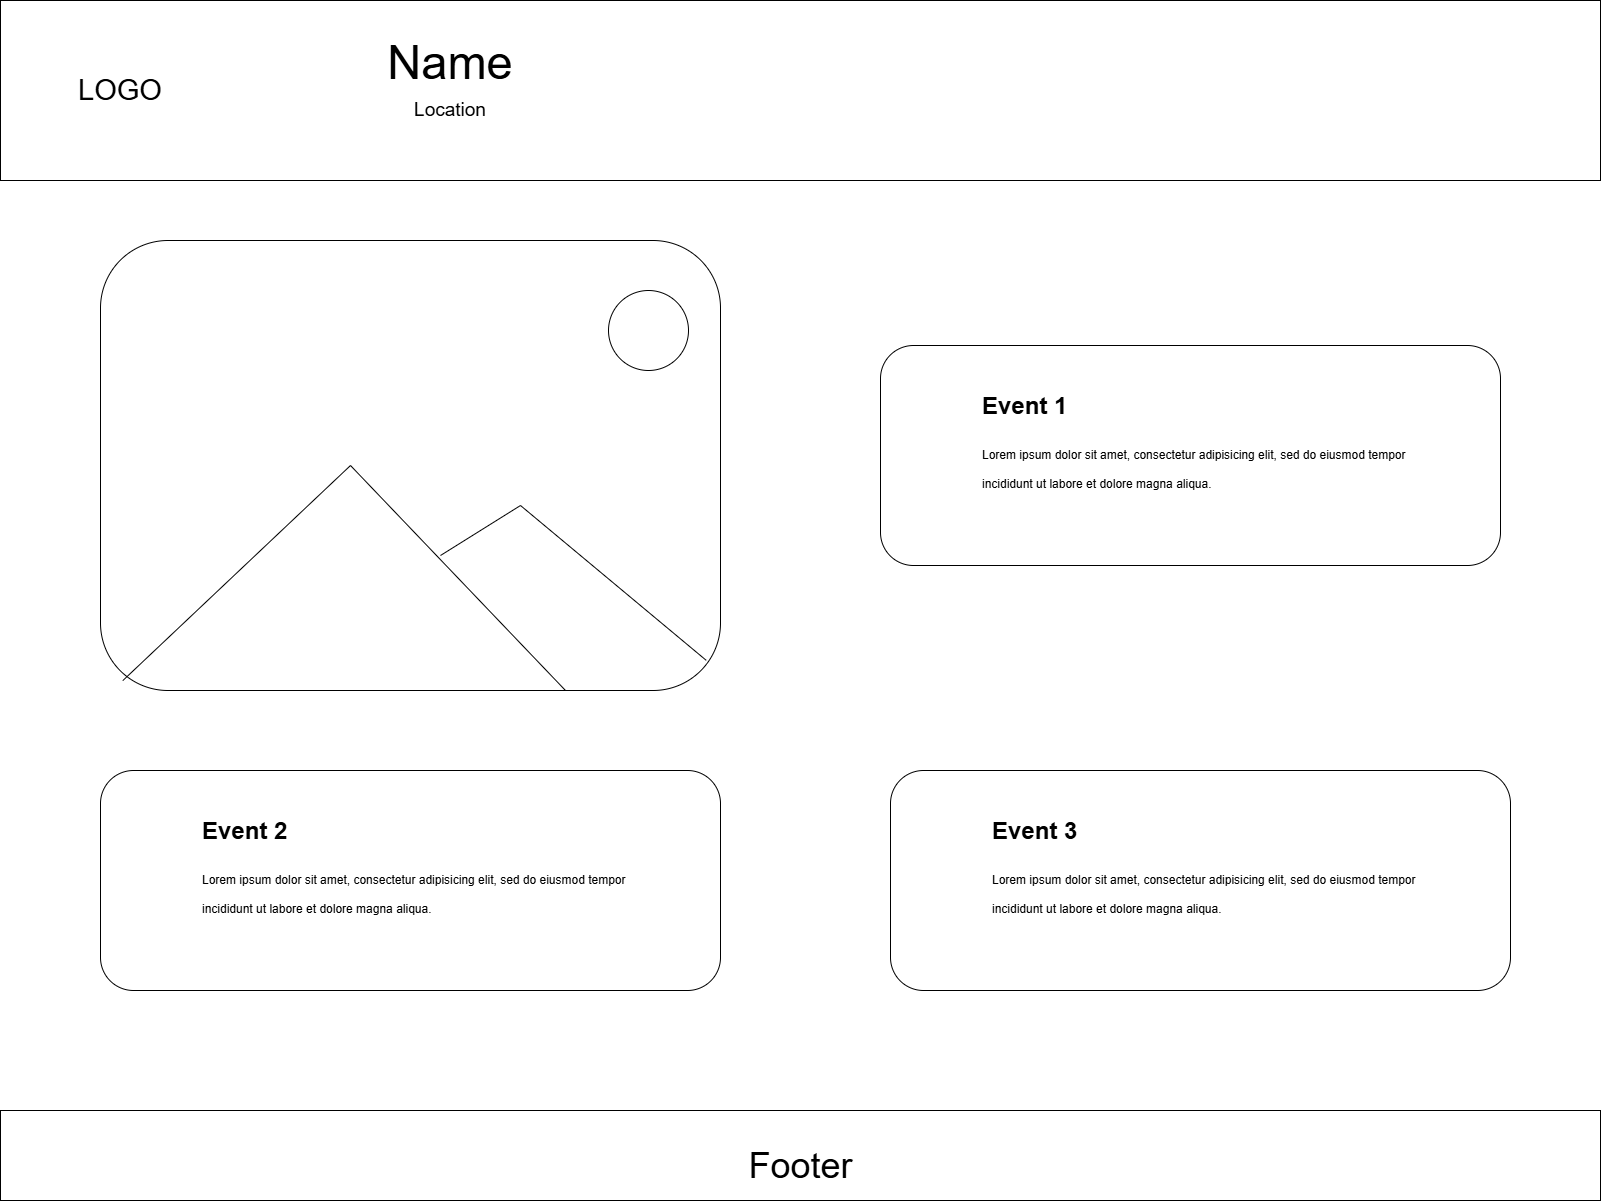 LOGO
Name
Location
Event 1
Lorem ipsum dolor sit amet, consectetur adipisicing elit, sed do eiusmod tempor
incididunt ut labore et dolore magna aliqua.
Event 2
Lorem ipsum dolor sit amet, consectetur adipisicing elit, sed do eiusmod tempor
incididunt ut labore et dolore magna aliqua.
Event 3
Lorem ipsum dolor sit amet, consectetur adipisicing elit, sed do eiusmod tempor
incididunt ut labore et dolore magna aliqua.
Footer